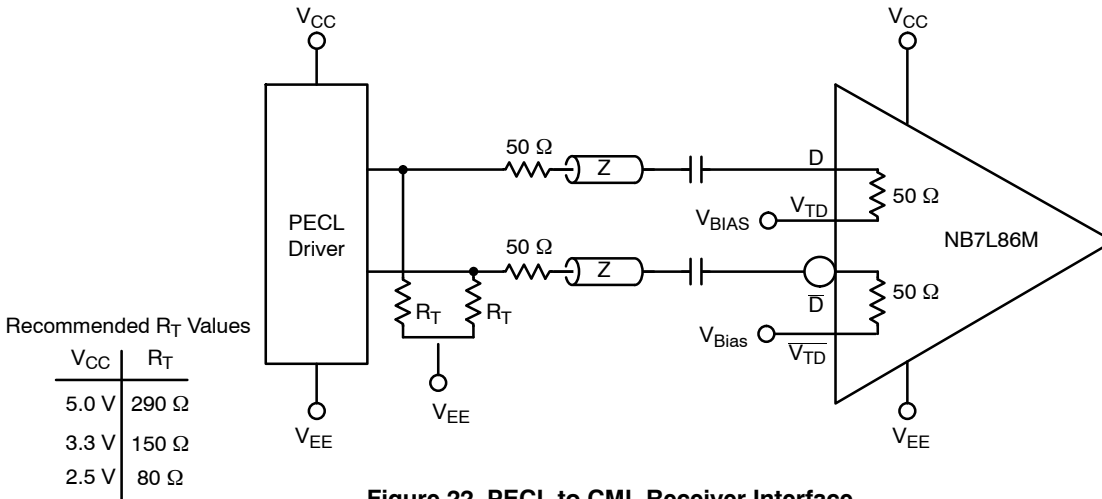 V_CC
V_CC
50 Ω
Z
D
50 Ω
V_BIAS
V_TD
PECL
Driver
NB7L86M
50 Ω
Z
D̅
50 Ω
R_T
R_T
V_Bias
V̅_T̅D̅
Recommended R_T Values
V_CC R_T
5.0 V 290 Ω
3.3 V 150 Ω
2.5 V 80 Ω
V_EE
V_EE
V_EE
Figure 22. PECL to CML Receiver Interface